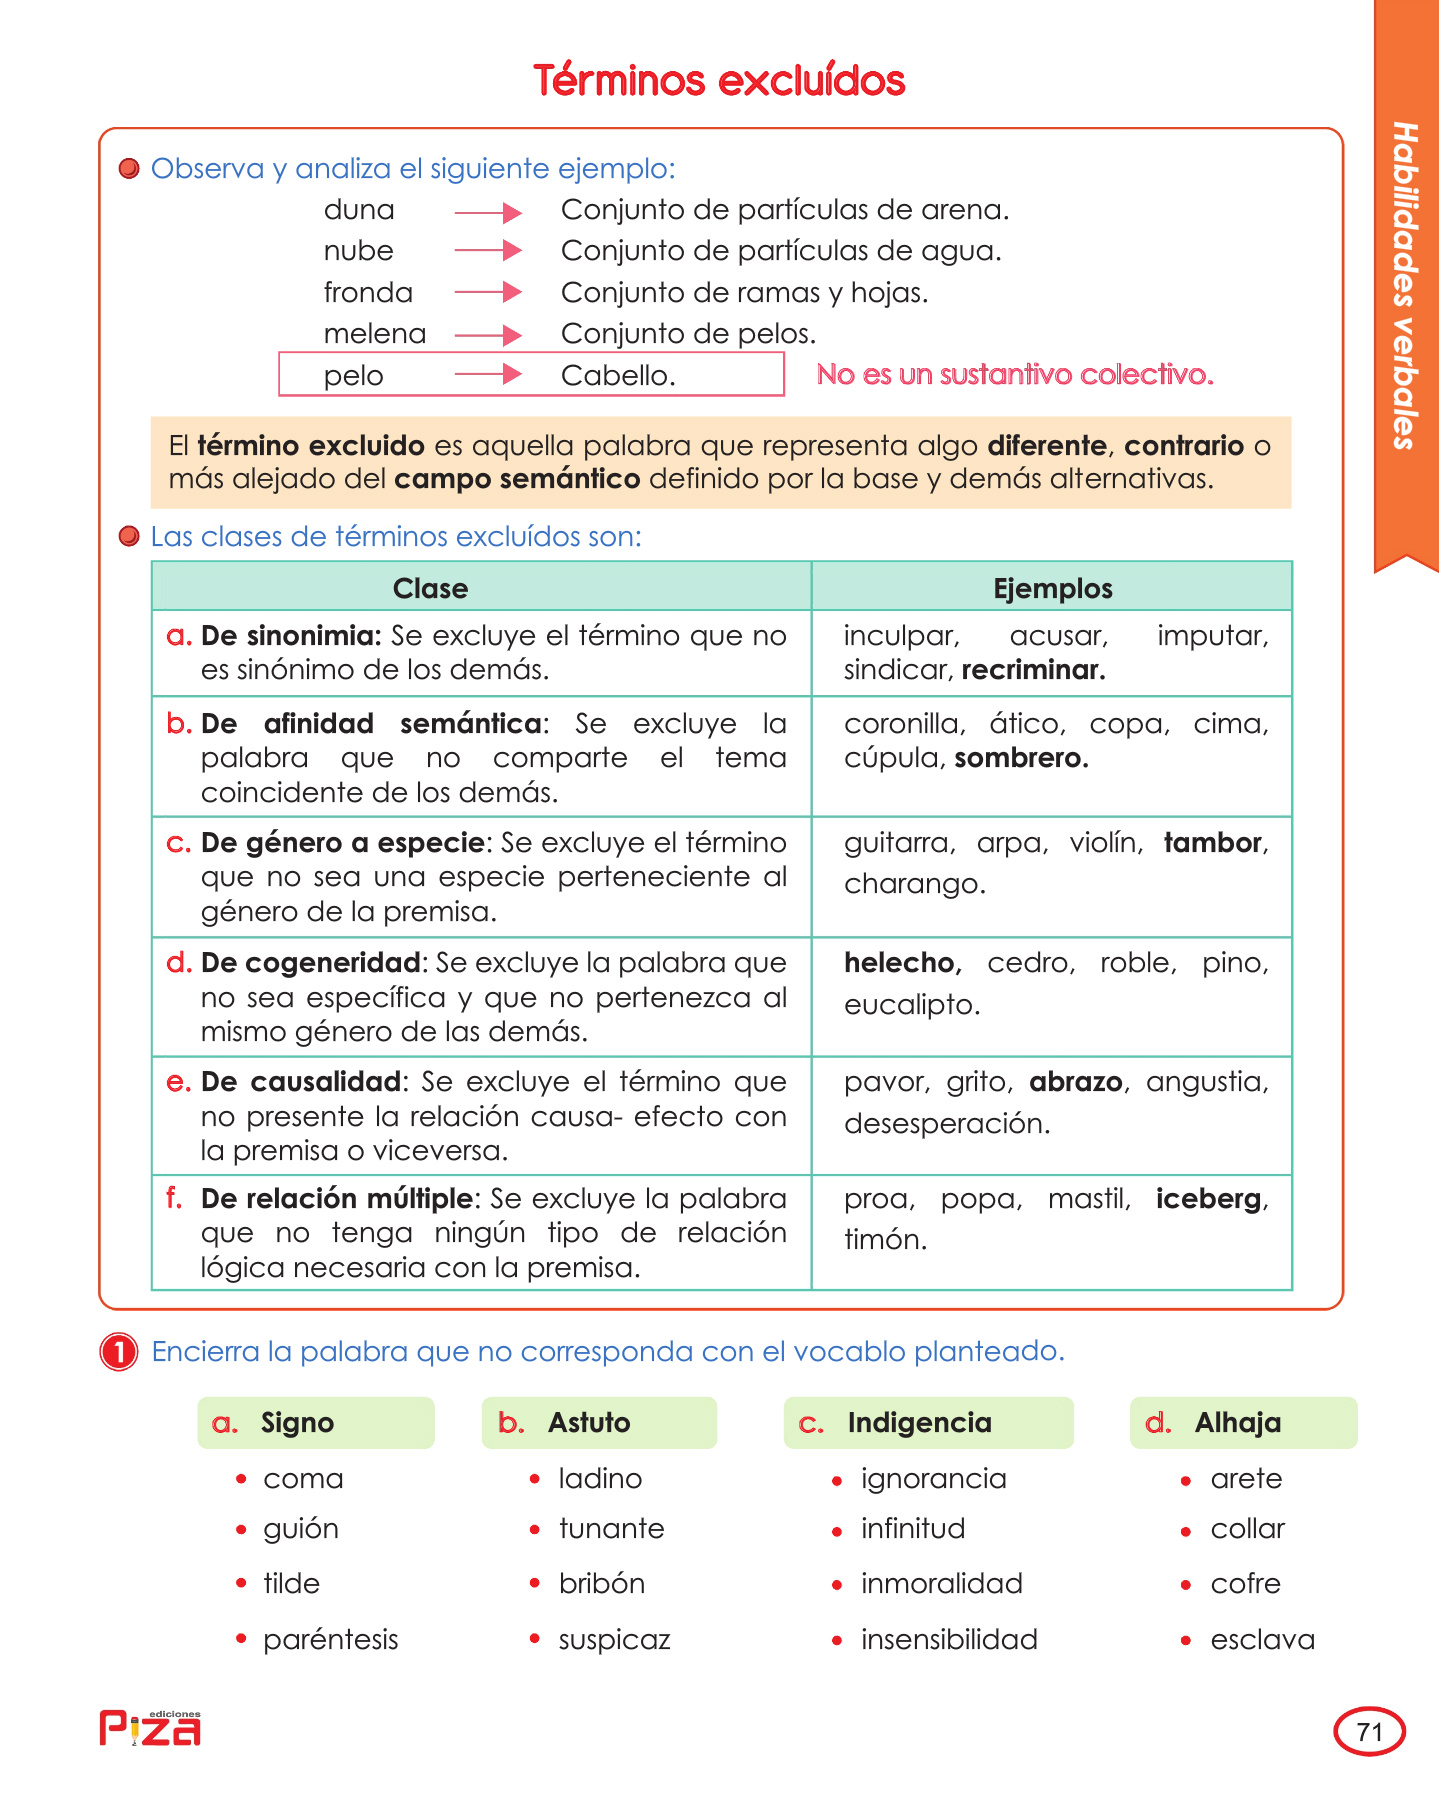 Términos excluídos
Habilidades verbales
Observa y analiza el siguiente ejemplo:
duna Conjunto de partículas de arena.
nube Conjunto de partículas de agua.
fronda Conjunto de ramas y hojas.
melena Conjunto de pelos.
pelo Cabello. No es un sustantivo colectivo.
El término excluido es aquella palabra que representa algo diferente, contrario o
más alejado del campo semántico definido por la base y demás alternativas.
Las clases de términos excluídos son:
Clase Ejemplos
a. De sinonimia: Se excluye el término que no
es sinónimo de los demás.
inculpar, acusar, imputar,
sindicar, recriminar.
b. De afinidad semántica: Se excluye la
palabra que no comparte el tema
coincidente de los demás.
coronilla, ático, copa, cima,
cúpula, sombrero.
c. De género a especie: Se excluye el término
que no sea una especie perteneciente al
género de la premisa.
guitarra, arpa, violín, tambor,
charango.
d. De cogeneridad: Se excluye la palabra que
no sea específica y que no pertenezca al
mismo género de las demás.
helecho, cedro, roble, pino,
eucalipto.
e. De causalidad: Se excluye el término que
no presente la relación causa- efecto con
la premisa o viceversa.
pavor, grito, abrazo, angustia,
desesperación.
f. De relación múltiple: Se excluye la palabra
que no tenga ningún tipo de relación
lógica necesaria con la premisa.
proa, popa, mastil, iceberg,
timón.
1 Encierra la palabra que no corresponda con el vocablo planteado.
a. Signo
• coma
• guión
• tilde
• paréntesis
b. Astuto
• ladino
• tunante
• bribón
• suspicaz
c. Indigencia
• ignorancia
• infinitud
• inmoralidad
• insensibilidad
d. Alhaja
• arete
• collar
• cofre
• esclava
ediciones
Piza
71